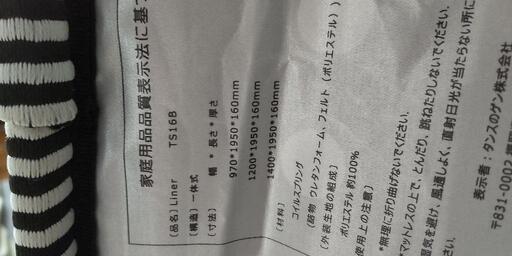 家庭用品品質表示法に基づ
(品名) Liner TS16B
(構造) 一体式
(寸法) 幅 * 長さ * 厚さ
970*1950*160mm
1200*1950*160mm
1400*1950*160mm
(材料)
コイルスプリング
(詰物 ウレタンフォーム、フェルト (ポリエステル))
(外装生地の組成)
ポリエステル 約100%
使用上の注意)
*無理に折り曲げないでください。
*マットレスの上で、とんだり、跳ねたりしないでください。
湿気を避け、風通しよく、直射日光が当たらない所に
表示者：タンスのゲン株式会社
〒831-0002